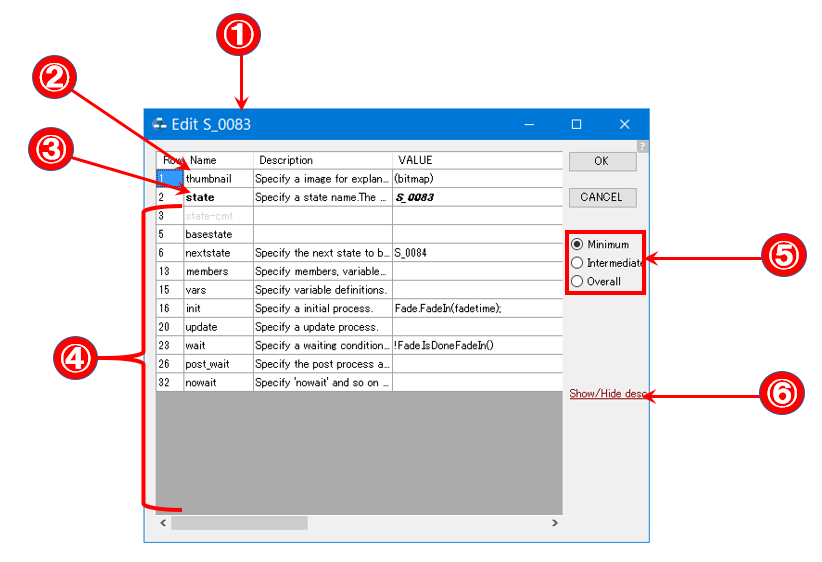 ①
②
③
Edit S_0083
?
Row Name Description VALUE
1 thumbnail Specify a image for explan... (bitmap)
2 state Specify a state name.The ... S_0083
3 state-cmt
5 basestate
6 nextstate Specify the next state to b... S_0084
13 members Specify members, variable...
15 vars Specify variable definitions.
16 init Specify a initial process. Fade.FadeIn(fadetime);
20 update Specify a update process.
23 wait Specify a waiting condition... !Fade.IsDoneFadeIn()
26 post_wait Specify the post process a...
32 nowait Specify 'nowait' and so on ...
OK
CANCEL
Minimum
Intermediate
Overall
⑤
④
Show/Hide desc
⑥